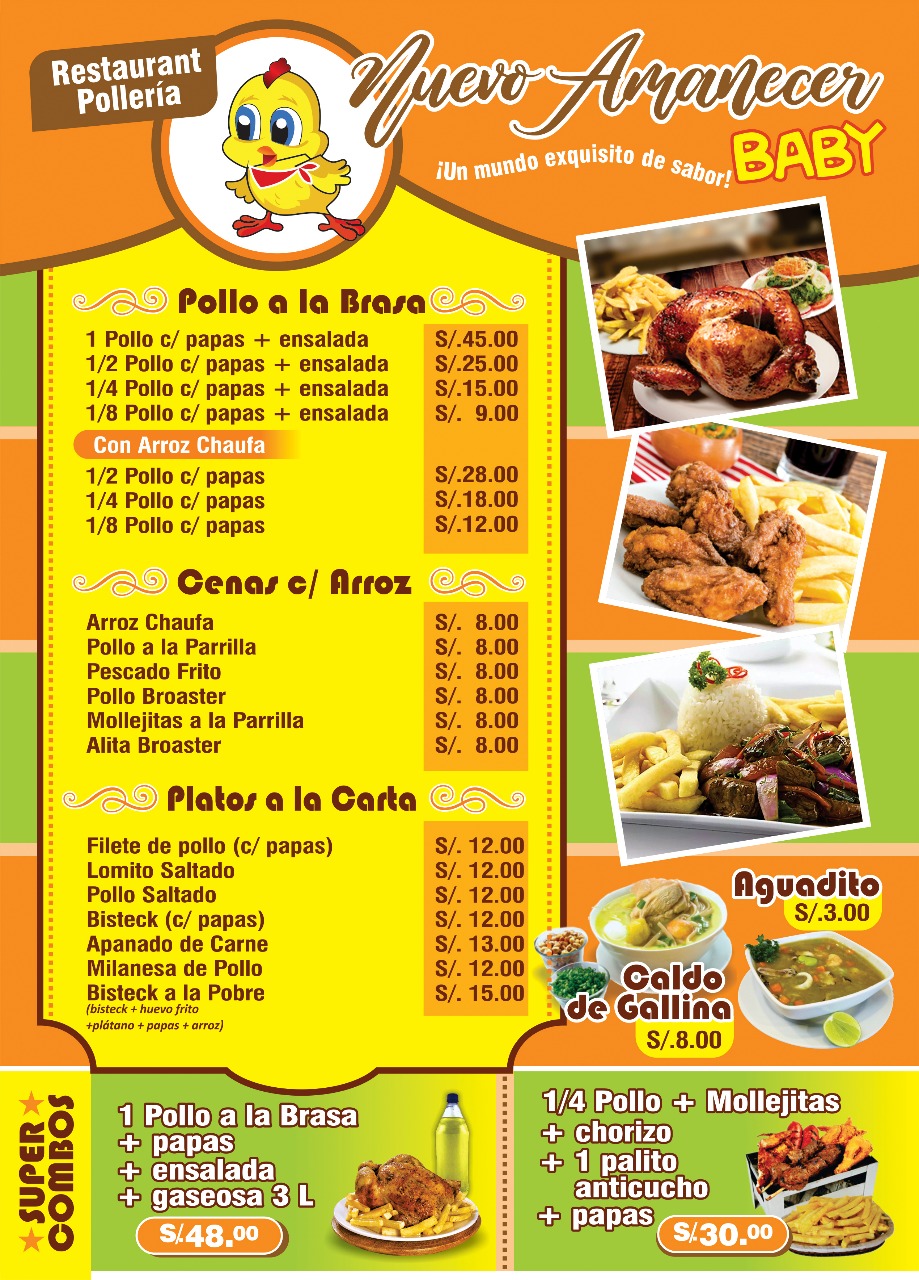 Restaurant
Pollería
Nuevo Amanecer
BABY
¡Un mundo exquisito de sabor!
Pollo a la Brasa
1 Pollo c/ papas + ensalada S/.45.00
1/2 Pollo c/ papas + ensalada S/.25.00
1/4 Pollo c/ papas + ensalada S/.15.00
1/8 Pollo c/ papas + ensalada S/. 9.00
Con Arroz Chaufa
1/2 Pollo c/ papas S/.28.00
1/4 Pollo c/ papas S/.18.00
1/8 Pollo c/ papas S/.12.00
Cenas c/ Arroz
Arroz Chaufa S/. 8.00
Pollo a la Parrilla S/. 8.00
Pescado Frito S/. 8.00
Pollo Broaster S/. 8.00
Mollejitas a la Parrilla S/. 8.00
Alita Broaster S/. 8.00
Platos a la Carta
Filete de pollo (c/ papas) S/. 12.00
Lomito Saltado S/. 12.00
Pollo Saltado S/. 12.00
Bisteck (c/ papas) S/. 12.00
Apanado de Carne S/. 13.00
Milanesa de Pollo S/. 12.00
Bisteck a la Pobre S/. 15.00
(bisteck + huevo frito
+plátano + papas + arroz)
Aguadito
S/.3.00
Caldo
de Gallina
S/.8.00
SUPER
COMBOS
1 Pollo a la Brasa
+ papas
+ ensalada
+ gaseosa 3 L
S/.48.00
1/4 Pollo + Mollejitas
+ chorizo
+ 1 palito
anticucho
+ papas
S/.30.00